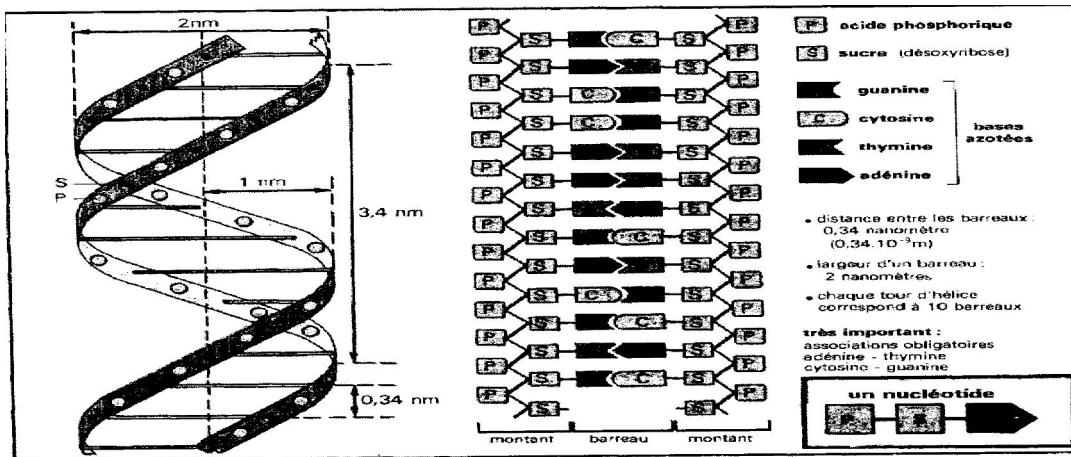 2nm
S
P
1 nm
3,4 nm
0,34 nm
P P
S C S
P P
S S
P P
S C S
P P
S C S
P P
S S
P P
S S
P P
S S
P P
S C S
P P
S S
P P
S C S
P P
S C S
P P
S S
P P
S C S
P P
S S
montant barreau montant
P acide phosphorique
S sucre (désoxyribose)
guanine
C cytosine
thymine
adénine
bases
azotées
• distance entre les barreaux :
0,34 nanomètre
(0,34.10⁻⁹m)
• largeur d'un barreau :
2 nanomètres
• chaque tour d'hélice
correspond à 10 barreaux
très important :
associations obligatoires
adénine - thymine
cytosine - guanine
un nucléotide
P S